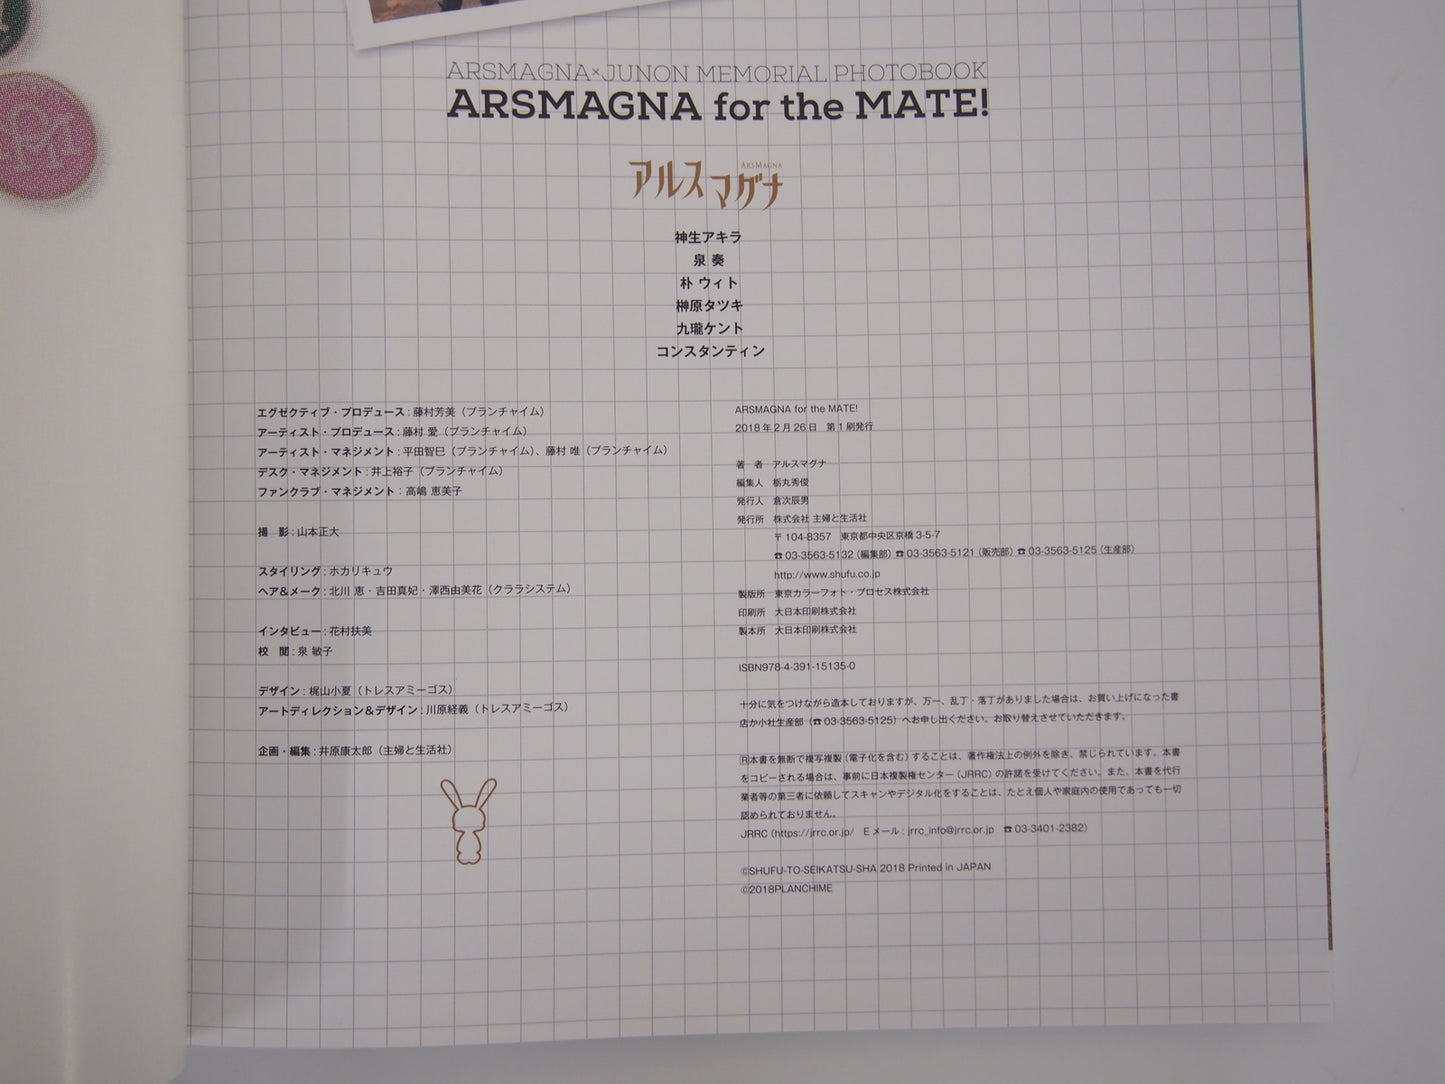 ARSMAGNA×JUNON MEMORIAL PHOTOBOOK
ARSMAGNA for the MATE!
ARSMAGNA
アルスマグナ
神生アキラ
泉 奏
朴 ウィト
榊原タツキ
九瓏ケント
コンスタンティン
エグゼクティブ・プロデュース：藤村芳美（プランチャイム）
アーティスト・プロデュース：藤村 愛（プランチャイム）
アーティスト・マネジメント：平田智巳（プランチャイム）、藤村 唯（プランチャイム）
デスク・マネジメント：井上裕子（プランチャイム）
ファンクラブ・マネジメント：高嶋 恵美子
撮　影：山本正大
スタイリング：ホカリキュウ
ヘア＆メーク：北川 恵・吉田真妃・澤西由美花（クララシステム）
インタビュー：花村扶美
校　閲：泉 敏子
デザイン：梶山小夏（トレスアミーゴス）
アートディレクション＆デザイン：川原経義（トレスアミーゴス）
企画・編集：井原康太郎（主婦と生活社）
ARSMAGNA for the MATE!
2018年2月26日　第1刷発行
著　者　アルスマグナ
編集人　栃丸秀俊
発行人　倉次辰男
発行所　株式会社 主婦と生活社
〒104-8357　東京都中央区京橋3-5-7
☎03-3563-5132（編集部）☎03-3563-5121（販売部）☎03-3563-5125（生産部）
http://www.shufu.co.jp
製版所　東京カラーフォト・プロセス株式会社
印刷所　大日本印刷株式会社
製本所　大日本印刷株式会社
ISBN978-4-391-15135-0
十分に気をつけながら造本しておりますが、万一、乱丁・落丁がありました場合は、お買い上げになった書
店か小社生産部（☎03-3563-5125）へお申し出ください。お取り替えさせていただきます。
Ⓡ本書を無断で複写複製（電子化を含む）することは、著作権法上の例外を除き、禁じられています。本書
をコピーされる場合は、事前に日本複製権センター（JRRC）の許諾を受けてください。また、本書を代行
業者等の第三者に依頼してスキャンやデジタル化をすることは、たとえ個人や家庭内の使用であっても一切
認められておりません。
JRRC（https://jrrc.or.jp/　Eメール：jrrc_info@jrrc.or.jp　☎03-3401-2382）
©SHUFU-TO-SEIKATSU-SHA 2018 Printed in JAPAN
©2018PLANCHIME